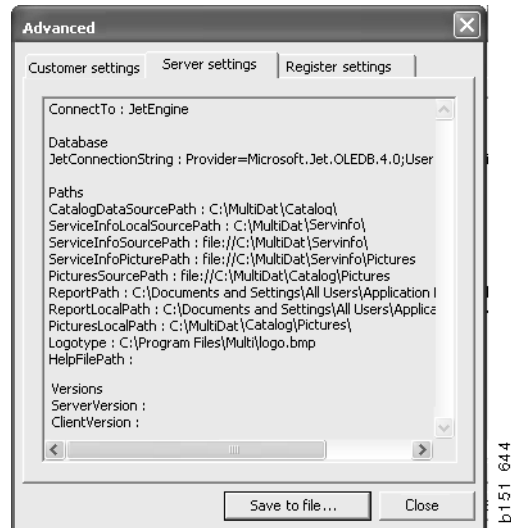 Advanced
Customer settings
Server settings
Register settings
ConnectTo : JetEngine
Database
JetConnectionString : Provider=Microsoft.Jet.OLEDB.4.0;User
Paths
CatalogDataSourcePath : C:\MultiDat\Catalog\
ServiceInfoLocalSourcePath : C:\MultiDat\Servinfo\
ServiceInfoSourcePath : file://C:\MultiDat\Servinfo\
ServiceInfoPicturePath : file://C:\MultiDat\Servinfo\Pictures
PicturesSourcePath : file://C:\MultiDat\Catalog\Pictures
ReportPath : C:\Documents and Settings\All Users\Application
ReportLocalPath : C:\Documents and Settings\All Users\Applica
PicturesLocalPath : C:\MultiDat\Catalog\Pictures\
Logotype : C:\Program Files\Multi\logo.bmp
HelpFilePath :
Versions
ServerVersion :
ClientVersion :
Save to file...
Close
b151 644